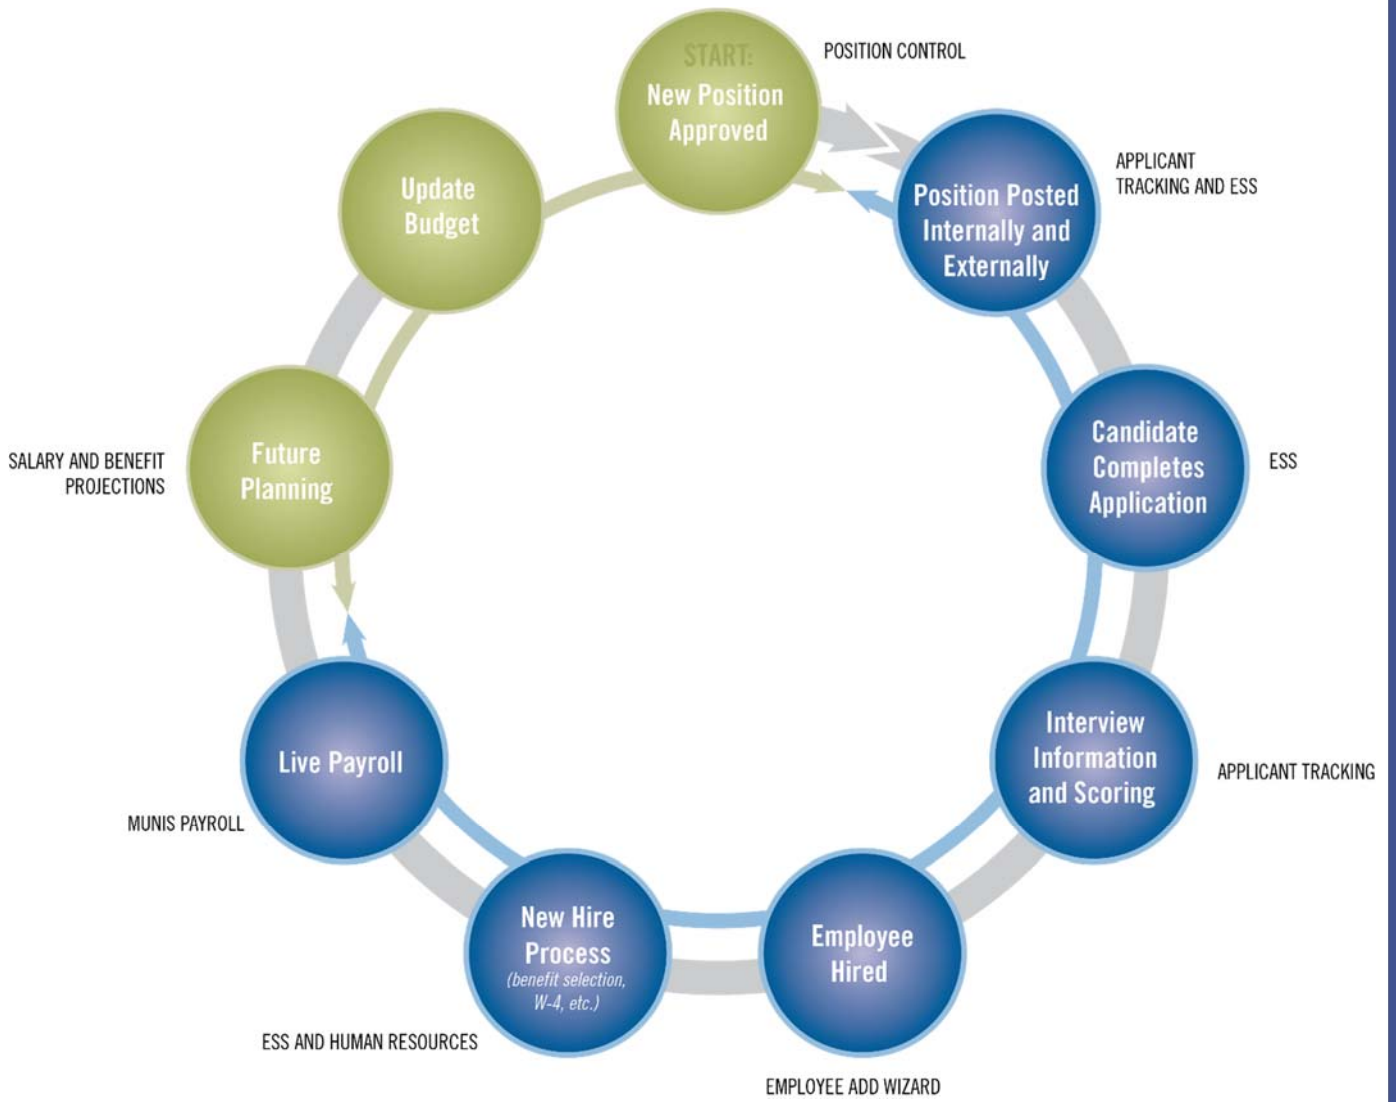 START:
New Position
Approved
POSITION CONTROL
Position Posted
Internally and
Externally
APPLICANT
TRACKING AND ESS
Candidate
Completes
Application
ESS
Interview
Information
and Scoring
APPLICANT TRACKING
Employee
Hired
EMPLOYEE ADD WIZARD
New Hire
Process
(benefit selection,
W-4, etc.)
ESS AND HUMAN RESOURCES
Live Payroll
MUNIS PAYROLL
Future
Planning
SALARY AND BENEFIT
PROJECTIONS
Update
Budget